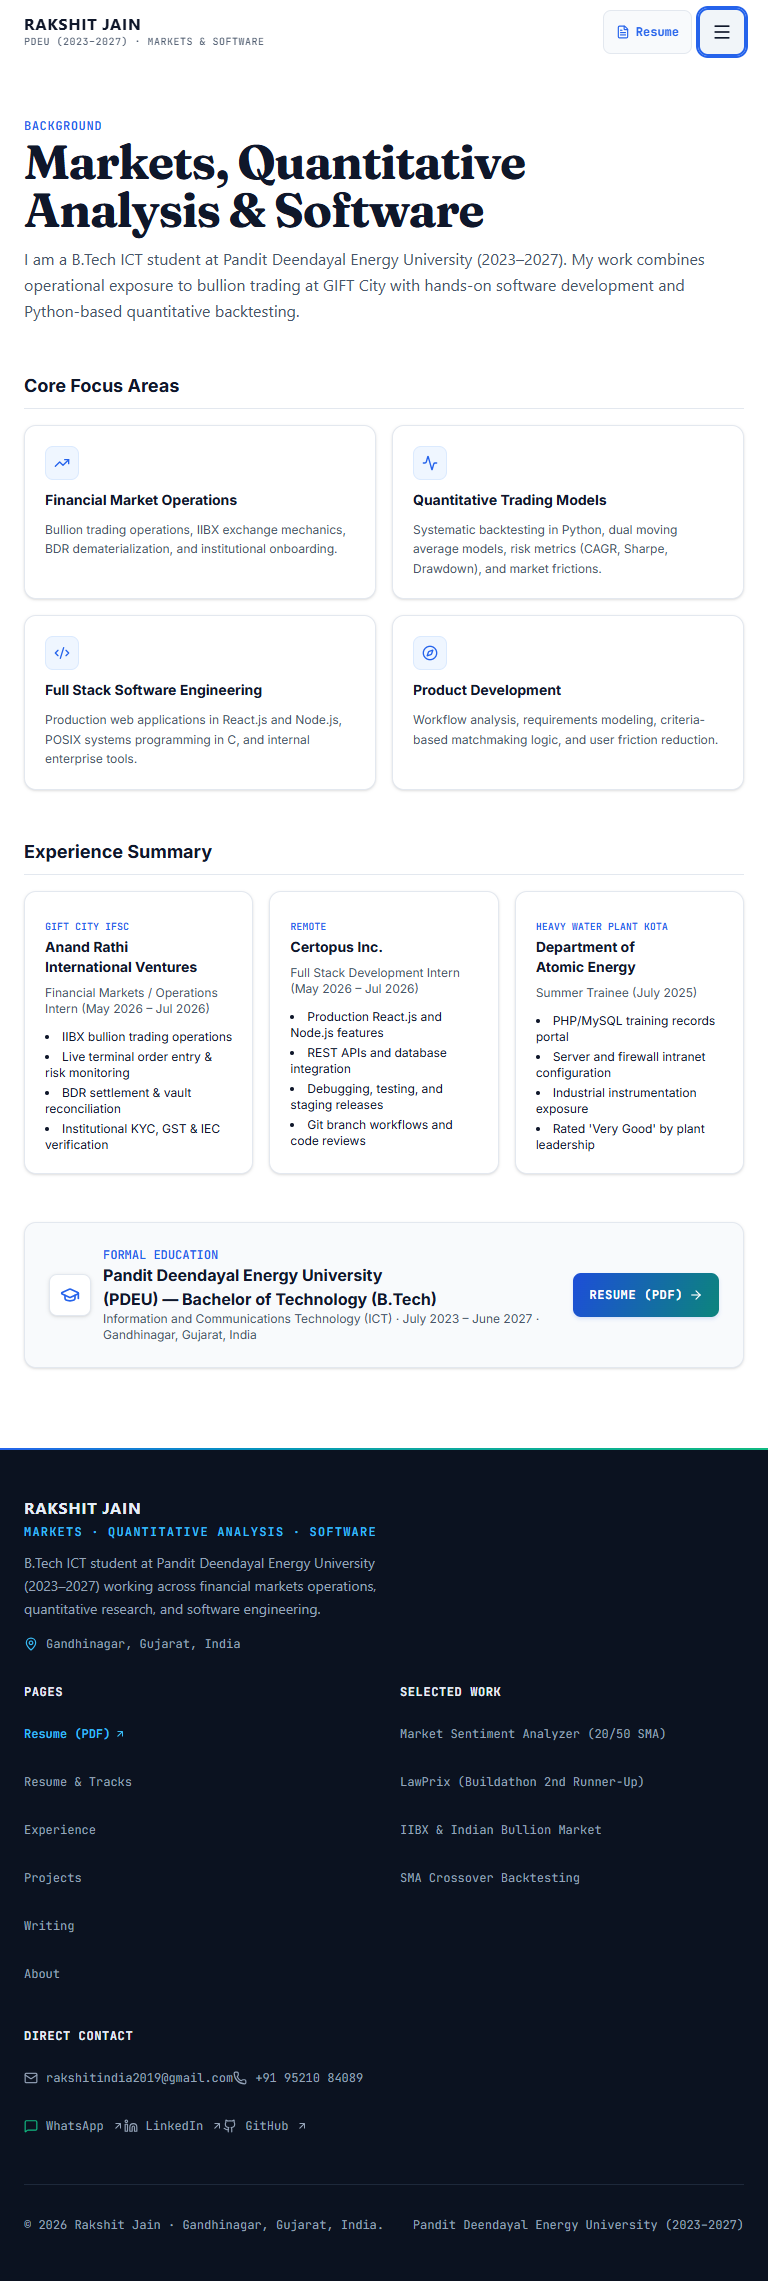 RAKSHIT JAIN
PDEU (2023–2027) · MARKETS & SOFTWARE
Resume
BACKGROUND
Markets, Quantitative
Analysis & Software
I am a B.Tech ICT student at Pandit Deendayal Energy University (2023–2027). My work combines
operational exposure to bullion trading at GIFT City with hands-on software development and
Python-based quantitative backtesting.
Core Focus Areas
Financial Market Operations
Bullion trading operations, IIBX exchange mechanics,
BDR dematerialization, and institutional onboarding.
Quantitative Trading Models
Systematic backtesting in Python, dual moving
average models, risk metrics (CAGR, Sharpe,
Drawdown), and market frictions.
Full Stack Software Engineering
Production web applications in React.js and Node.js,
POSIX systems programming in C, and internal
enterprise tools.
Product Development
Workflow analysis, requirements modeling, criteria-
based matchmaking logic, and user friction reduction.
Experience Summary
GIFT CITY IFSC
Anand Rathi
International Ventures
Financial Markets / Operations
Intern (May 2026 – Jul 2026)
• IIBX bullion trading operations
• Live terminal order entry &
risk monitoring
• BDR settlement & vault
reconciliation
• Institutional KYC, GST & IEC
verification
REMOTE
Certopus Inc.
Full Stack Development Intern
(May 2026 – Jul 2026)
• Production React.js and
Node.js features
• REST APIs and database
integration
• Debugging, testing, and
staging releases
• Git branch workflows and
code reviews
HEAVY WATER PLANT KOTA
Department of
Atomic Energy
Summer Trainee (July 2025)
• PHP/MySQL training records
portal
• Server and firewall intranet
configuration
• Industrial instrumentation
exposure
• Rated 'Very Good' by plant
leadership
FORMAL EDUCATION
Pandit Deendayal Energy University
(PDEU) — Bachelor of Technology (B.Tech)
Information and Communications Technology (ICT) · July 2023 – June 2027 ·
Gandhinagar, Gujarat, India
RESUME (PDF) →
RAKSHIT JAIN
MARKETS · QUANTITATIVE ANALYSIS · SOFTWARE
B.Tech ICT student at Pandit Deendayal Energy University
(2023–2027) working across financial markets operations,
quantitative research, and software engineering.
Gandhinagar, Gujarat, India
PAGES
Resume (PDF) ↗
Resume & Tracks
Experience
Projects
Writing
About
SELECTED WORK
Market Sentiment Analyzer (20/50 SMA)
LawPrix (Buildathon 2nd Runner-Up)
IIBX & Indian Bullion Market
SMA Crossover Backtesting
DIRECT CONTACT
rakshitindia2019@gmail.com +91 95210 84089
WhatsApp ↗ LinkedIn ↗ GitHub ↗
© 2026 Rakshit Jain · Gandhinagar, Gujarat, India. Pandit Deendayal Energy University (2023–2027)